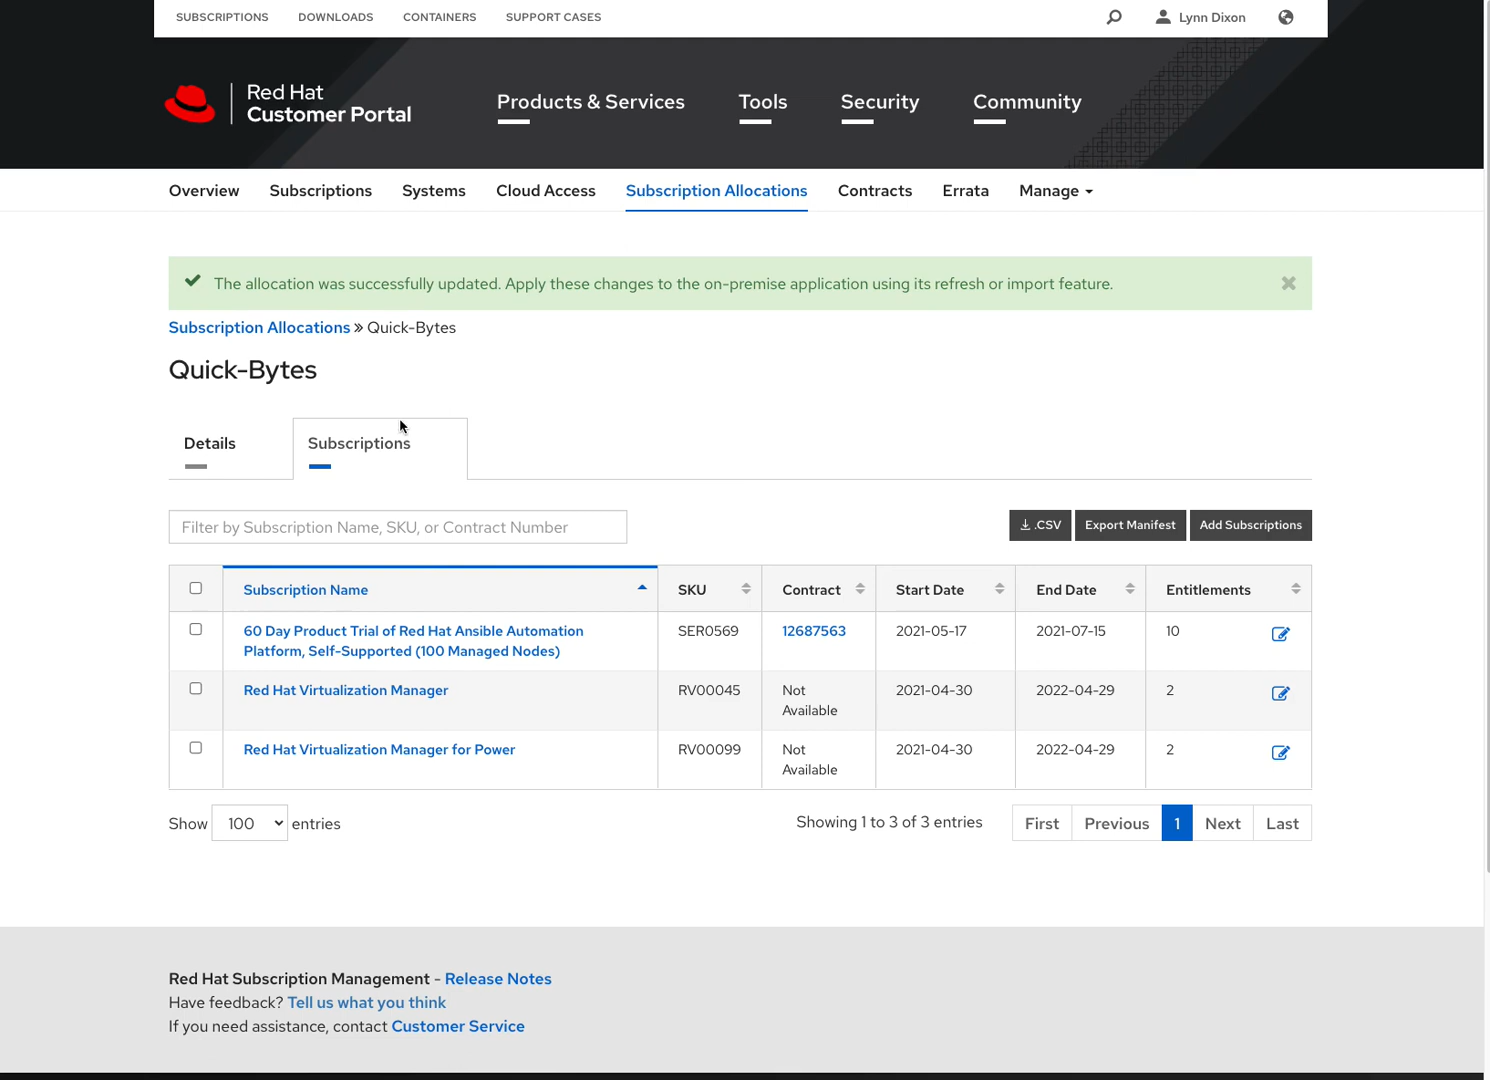 SUBSCRIPTIONS DOWNLOADS CONTAINERS SUPPORT CASES Lynn Dixon
Red Hat
Customer Portal
Products & Services Tools Security Community
Overview Subscriptions Systems Cloud Access Subscription Allocations Contracts Errata Manage
The allocation was successfully updated. Apply these changes to the on-premise application using its refresh or import feature.
Subscription Allocations » Quick-Bytes
Quick-Bytes
Details Subscriptions
Filter by Subscription Name, SKU, or Contract Number .CSV Export Manifest Add Subscriptions
Subscription Name SKU Contract Start Date End Date Entitlements
60 Day Product Trial of Red Hat Ansible Automation SER0569 12687563 2021-05-17 2021-07-15 10
Platform, Self-Supported (100 Managed Nodes)
Red Hat Virtualization Manager RV00045 Not 2021-04-30 2022-04-29 2
Available
Red Hat Virtualization Manager for Power RV00099 Not 2021-04-30 2022-04-29 2
Available
Show 100 entries Showing 1 to 3 of 3 entries First Previous 1 Next Last
Red Hat Subscription Management - Release Notes
Have feedback? Tell us what you think
If you need assistance, contact Customer Service